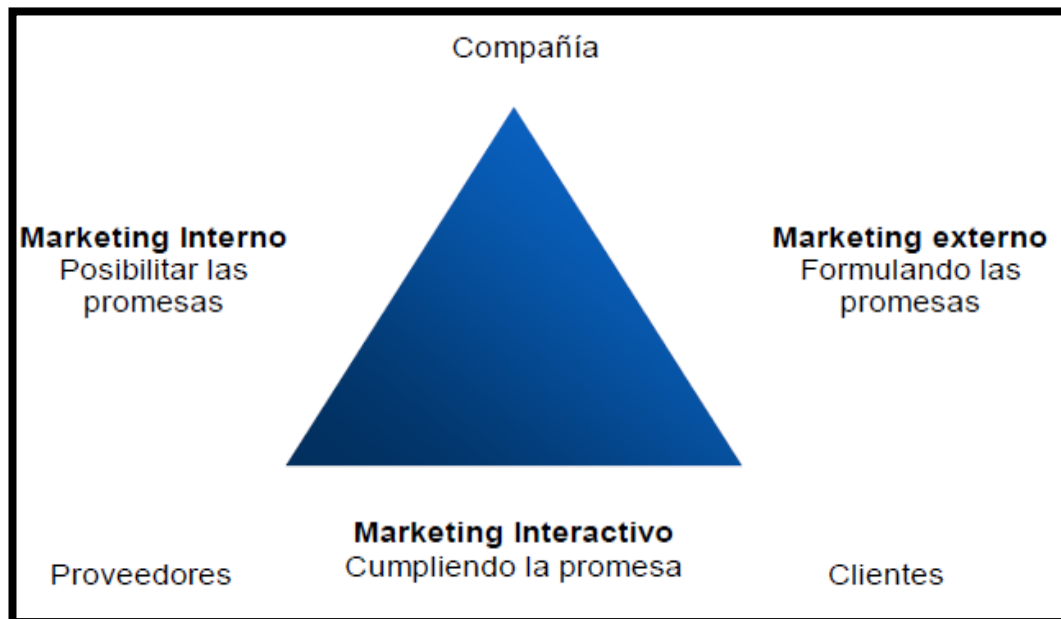 Compañía
Marketing Interno
Posibilitar las
promesas
Marketing externo
Formulando las
promesas
Marketing Interactivo
Cumpliendo la promesa
Proveedores
Clientes